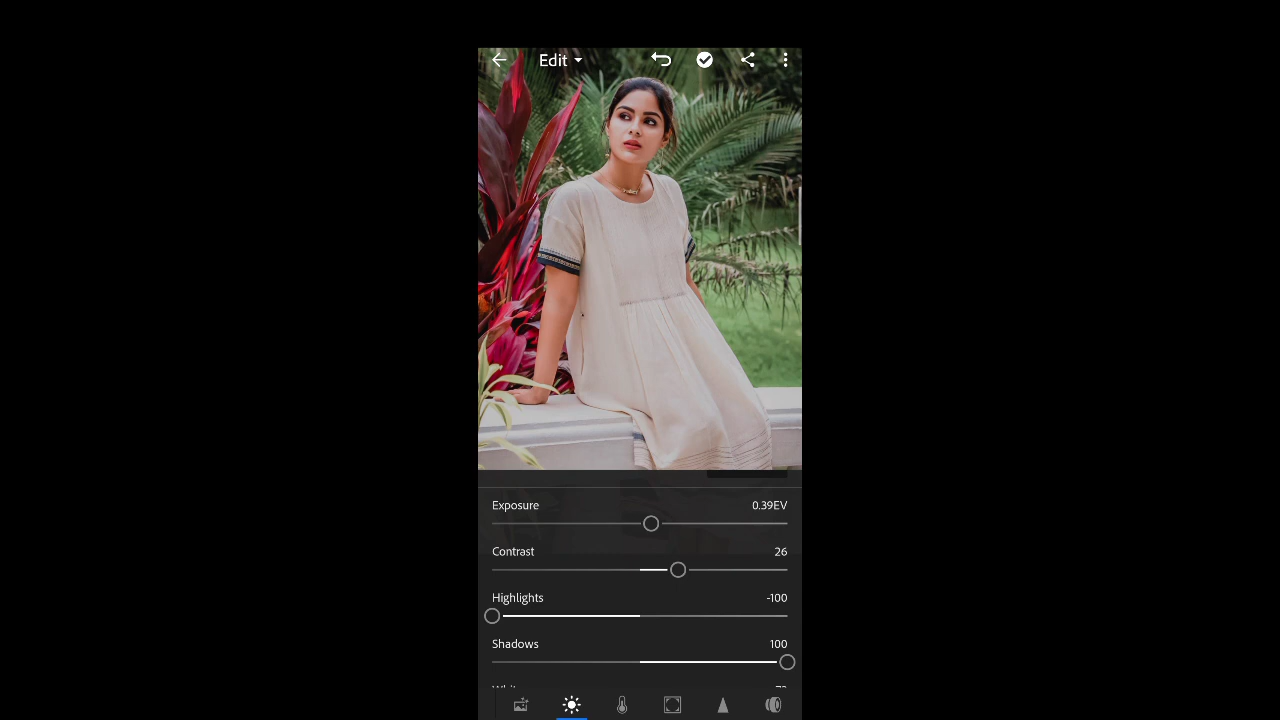 Edit
Exposure 0.39EV
Contrast 26
Highlights -100
Shadows 100